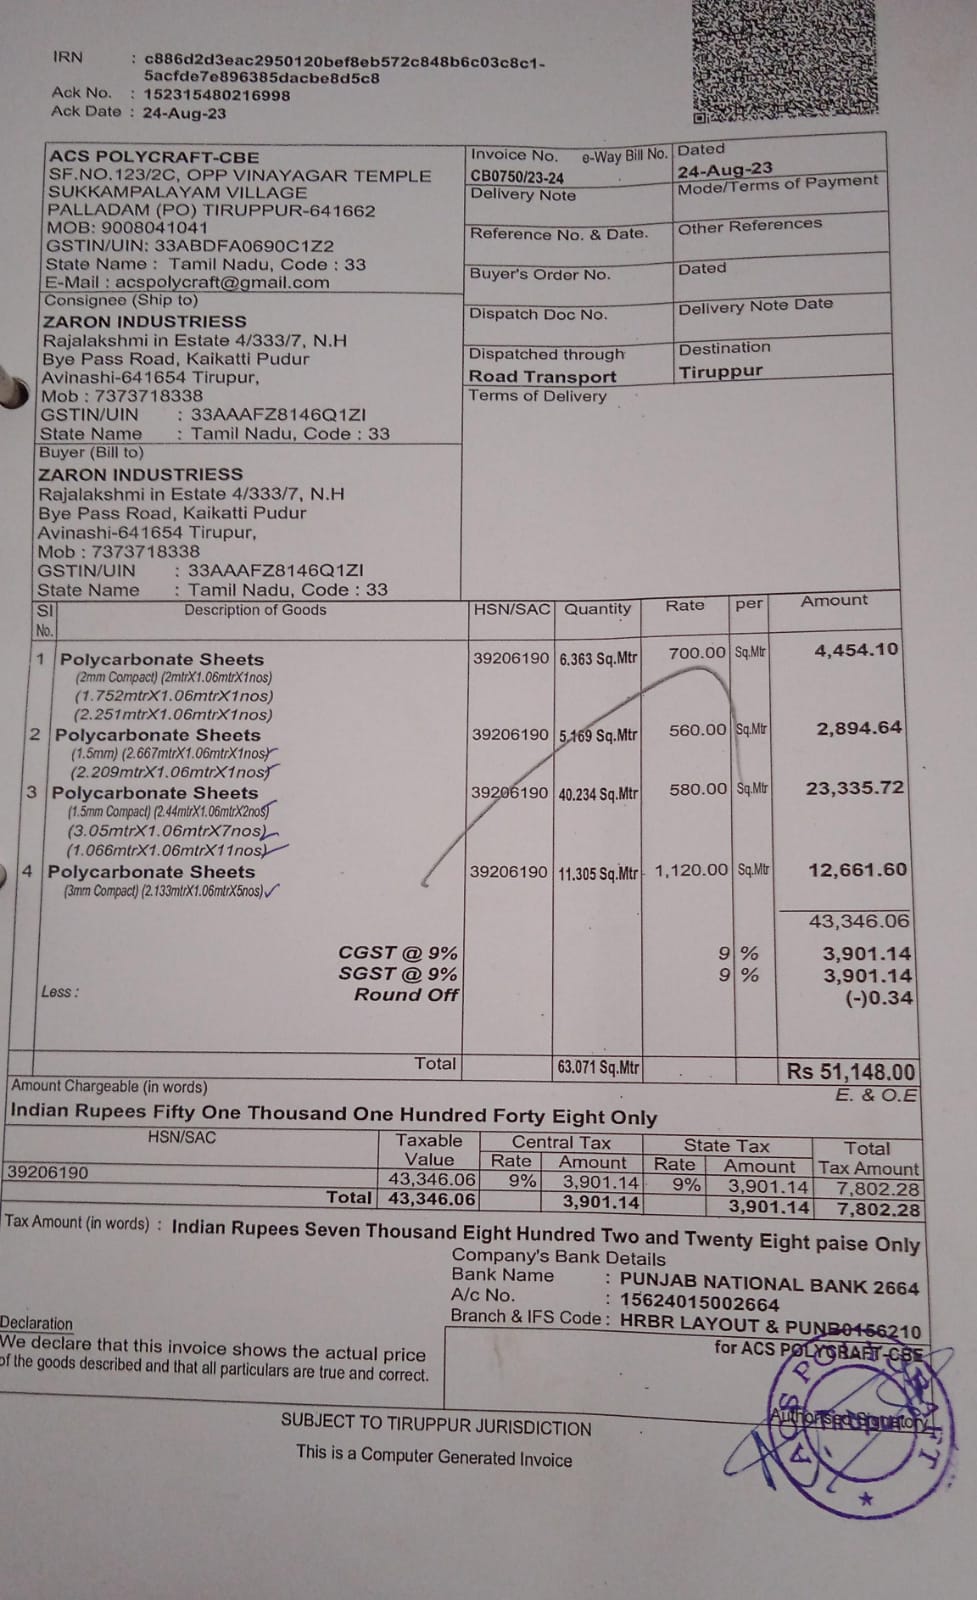 IRN : c886d2d3eac2950120bef8eb572c848b6c03c8c1-
5acfde7e896385dacbe8d5c8
Ack No. : 152315480216998
Ack Date : 24-Aug-23
ACS POLYCRAFT-CBE
SF.NO.123/2C, OPP VINAYAGAR TEMPLE
SUKKAMPALAYAM VILLAGE
PALLADAM (PO) TIRUPPUR-641662
MOB: 9008041041
GSTIN/UIN: 33ABDFA0690C1Z2
State Name : Tamil Nadu, Code : 33
E-Mail : acspolycraft@gmail.com
Invoice No. e-Way Bill No. Dated
CB0750/23-24 24-Aug-23
Delivery Note Mode/Terms of Payment
Reference No. & Date. Other References
Buyer's Order No. Dated
Dispatch Doc No. Delivery Note Date
Dispatched through Destination
Road Transport Tiruppur
Terms of Delivery
Consignee (Ship to)
ZARON INDUSTRIESS
Rajalakshmi in Estate 4/333/7, N.H
Bye Pass Road, Kaikatti Pudur
Avinashi-641654 Tirupur,
Mob : 7373718338
GSTIN/UIN : 33AAAFZ8146Q1ZI
State Name : Tamil Nadu, Code : 33
Buyer (Bill to)
ZARON INDUSTRIESS
Rajalakshmi in Estate 4/333/7, N.H
Bye Pass Road, Kaikatti Pudur
Avinashi-641654 Tirupur,
Mob : 7373718338
GSTIN/UIN : 33AAAFZ8146Q1ZI
State Name : Tamil Nadu, Code : 33
Sl Description of Goods HSN/SAC Quantity Rate per Amount
No.
1 Polycarbonate Sheets 39206190 6.363 Sq.Mtr 700.00 Sq.Mtr 4,454.10
(2mm Compact) (2mtrX1.06mtrX1nos)
(1.752mtrX1.06mtrX1nos)
(2.251mtrX1.06mtrX1nos)
2 Polycarbonate Sheets 39206190 5.169 Sq.Mtr 560.00 Sq.Mtr 2,894.64
(1.5mm) (2.667mtrX1.06mtrX1nos)
(2.209mtrX1.06mtrX1nos)
3 Polycarbonate Sheets 39206190 40.234 Sq.Mtr 580.00 Sq.Mtr 23,335.72
(1.5mm Compact) (2.44mtrX1.06mtrX2nos)
(3.05mtrX1.06mtrX7nos)
(1.066mtrX1.06mtrX11nos)
4 Polycarbonate Sheets 39206190 11.305 Sq.Mtr 1,120.00 Sq.Mtr 12,661.60
(3mm Compact) (2.133mtrX1.06mtrX5nos)
43,346.06
CGST @ 9% 9 % 3,901.14
SGST @ 9% 9 % 3,901.14
Less : Round Off (-)0.34
Total 63.071 Sq.Mtr Rs 51,148.00
Amount Chargeable (in words) E. & O.E
Indian Rupees Fifty One Thousand One Hundred Forty Eight Only
HSN/SAC Taxable Central Tax State Tax Total
Value Rate Amount Rate Amount Tax Amount
39206190 43,346.06 9% 3,901.14 9% 3,901.14 7,802.28
Total 43,346.06 3,901.14 3,901.14 7,802.28
Tax Amount (in words) : Indian Rupees Seven Thousand Eight Hundred Two and Twenty Eight paise Only
Company's Bank Details
Bank Name : PUNJAB NATIONAL BANK 2664
A/c No. : 15624015002664
Branch & IFS Code : HRBR LAYOUT & PUNB0156210
Declaration
We declare that this invoice shows the actual price
of the goods described and that all particulars are true and correct.
for ACS POLYCRAFT-CBE
Authorised Signatory
ACS POLYCRAFT
SUBJECT TO TIRUPPUR JURISDICTION
This is a Computer Generated Invoice